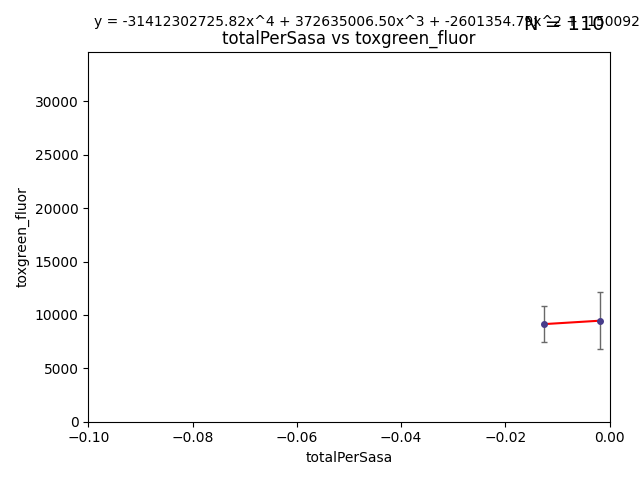 y = -31412302725.82x^4 + 372635006.50x^3 + -2601354.79x^2 + -150092
N = 110
totalPerSasa vs toxgreen_fluor
30000
25000
20000
15000
10000
5000
0
toxgreen_fluor
−0.10 −0.08 −0.06 −0.04 −0.02 0.00
totalPerSasa